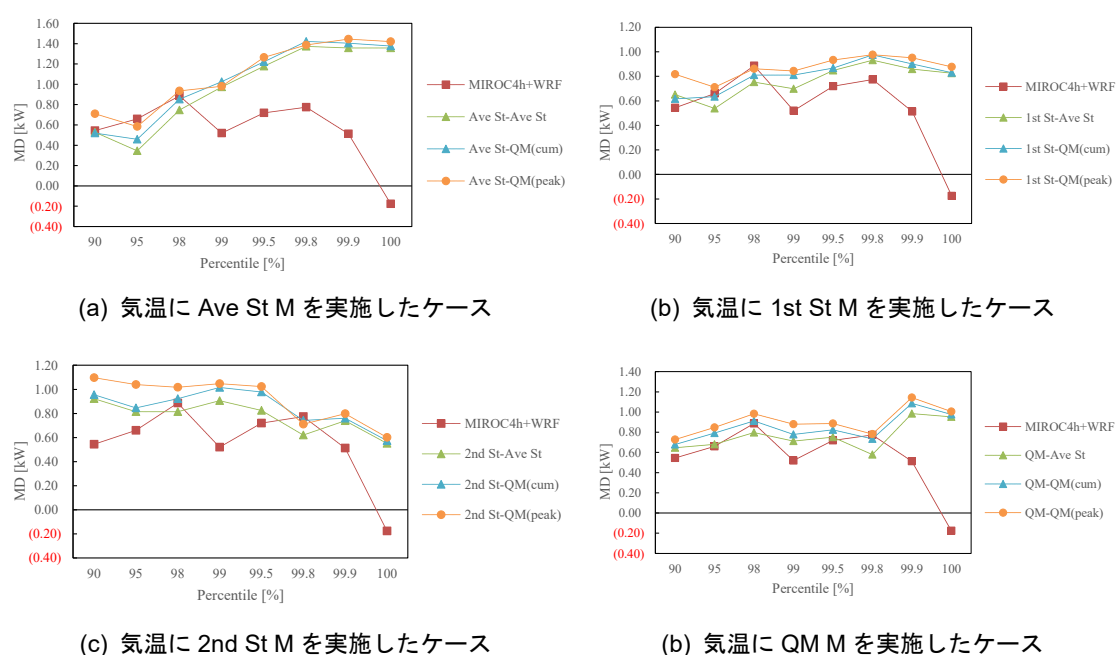 1.60
1.40
1.20
1.00
0.80
0.60
0.40
0.20
0.00
(0.20)
(0.40)
MD [kW]
90 95 98 99 99.5 99.8 99.9 100
Percentile [%]
MIROC4h+WRF
Ave St-Ave St
Ave St-QM(cum)
Ave St-QM(peak)
(a) 気温に Ave St M を実施したケース
1.20
1.00
0.80
0.60
0.40
0.20
0.00
(0.20)
(0.40)
MD [kW]
90 95 98 99 99.5 99.8 99.9 100
Percentile [%]
MIROC4h+WRF
1st St-Ave St
1st St-QM(cum)
1st St-QM(peak)
(b) 気温に 1st St M を実施したケース
1.20
1.00
0.80
0.60
0.40
0.20
0.00
(0.20)
(0.40)
MD [kW]
90 95 98 99 99.5 99.8 99.9 100
Percentile [%]
MIROC4h+WRF
2nd St-Ave St
2nd St-QM(cum)
2nd St-QM(peak)
(c) 気温に 2nd St M を実施したケース
1.40
1.20
1.00
0.80
0.60
0.40
0.20
0.00
(0.20)
(0.40)
MD [kW]
90 95 98 99 99.5 99.8 99.9 100
Percentile [%]
MIROC4h+WRF
QM-Ave St
QM-QM(cum)
QM-QM(peak)
(b) 気温に QM M を実施したケース